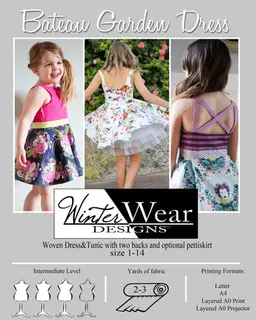 Bateau Garden Dress
Winter Wear
DESIGNS™
Woven Dress&Tunic with two backs and optional pettiskirt
size 1-14
Intermediate Level
Yards of fabric
Printing Formats:
2-3
Letter
A4
Layered A0 Print
Layered A0 Projector